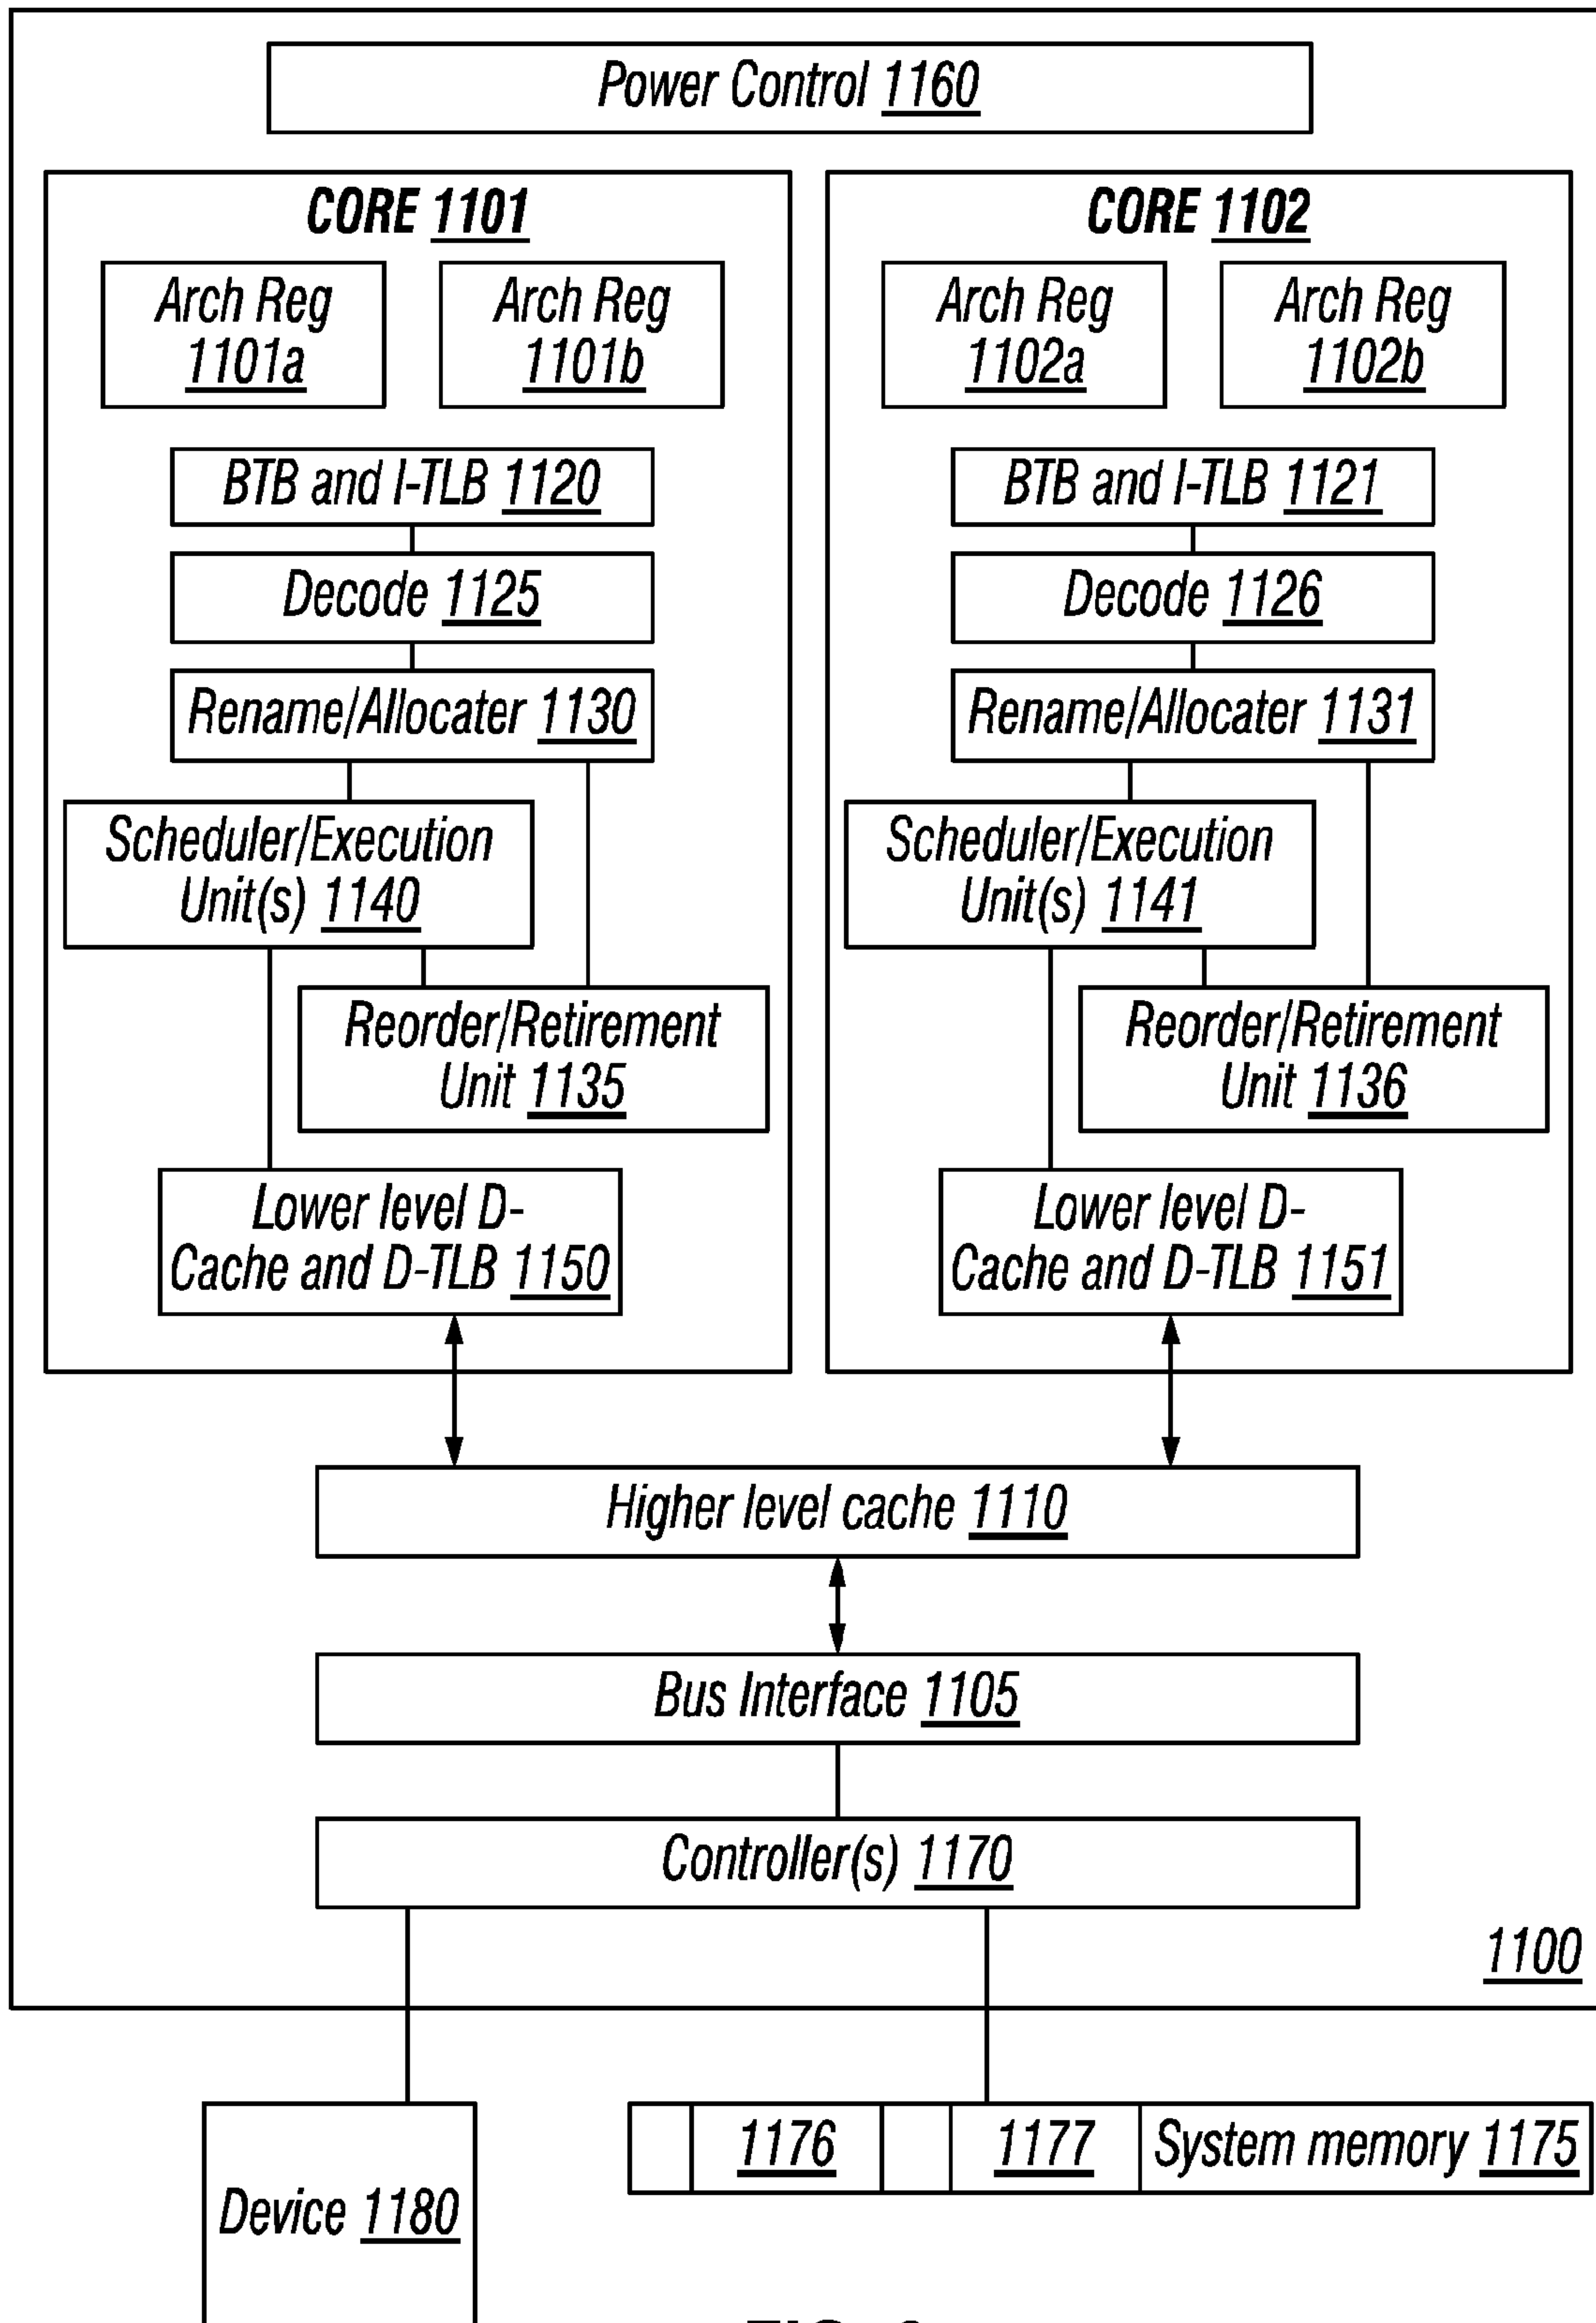 Power Control 1160
CORE 1101
Arch Reg
1101a
Arch Reg
1101b
BTB and I-TLB 1120
Decode 1125
Rename/Allocater 1130
Scheduler/Execution
Unit(s) 1140
Reorder/Retirement
Unit 1135
Lower level D-
Cache and D-TLB 1150
CORE 1102
Arch Reg
1102a
Arch Reg
1102b
BTB and I-TLB 1121
Decode 1126
Rename/Allocater 1131
Scheduler/Execution
Unit(s) 1141
Reorder/Retirement
Unit 1136
Lower level D-
Cache and D-TLB 1151
Higher level cache 1110
Bus Interface 1105
Controller(s) 1170
1100
1176
1177
System memory 1175
Device 1180